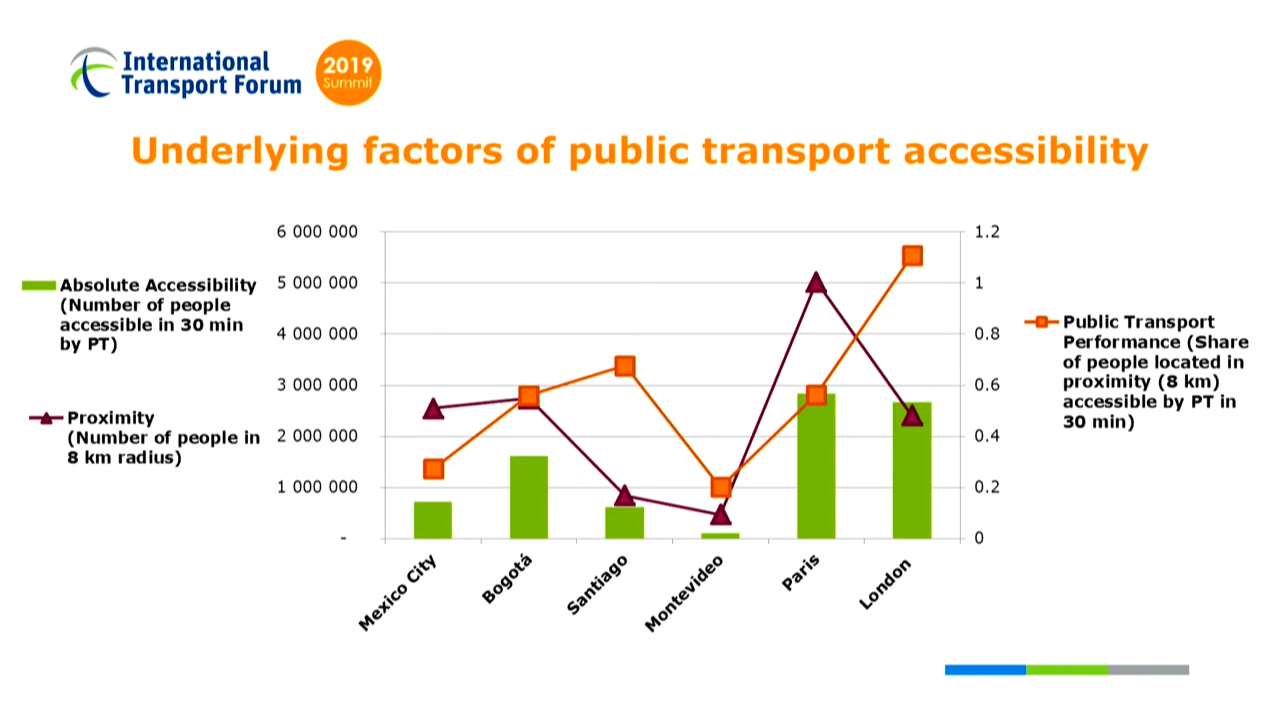 International
Transport Forum
2019
Summit
Underlying factors of public transport accessibility
Absolute Accessibility
(Number of people
accessible in 30 min
by PT)
Proximity
(Number of people in
8 km radius)
6 000 000
5 000 000
4 000 000
3 000 000
2 000 000
1 000 000
-
1.2
1
0.8
0.6
0.4
0.2
0
Mexico City
Bogotá
Santiago
Montevideo
Paris
London
Public Transport
Performance (Share
of people located in
proximity (8 km)
accessible by PT in
30 min)